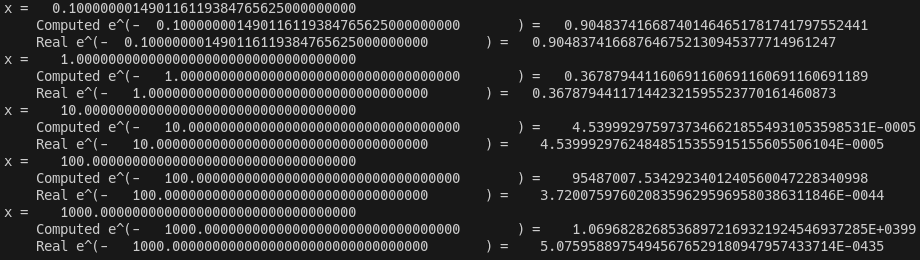 x =    0.100000001490116119384765625000000000
    Computed e^(-   0.100000001490116119384765625000000000       ) =    0.904837416687401464651781741797552441
    Real e^(-   0.100000001490116119384765625000000000       ) =    0.904837416687646752130945377714961247
x =    1.00000000000000000000000000000000000
    Computed e^(-   1.00000000000000000000000000000000000       ) =    0.367879441160691160691160691160691189
    Real e^(-   1.00000000000000000000000000000000000       ) =    0.367879441171442321595523770161460873
x =    10.0000000000000000000000000000000000
    Computed e^(-   10.0000000000000000000000000000000000       ) =    4.53999297597373466218554931053598531E-0005
    Real e^(-   10.0000000000000000000000000000000000       ) =    4.53999297624848515355915155605506104E-0005
x =    100.000000000000000000000000000000000
    Computed e^(-   100.000000000000000000000000000000000       ) =    95487007.5342923401240560047228340998
    Real e^(-   100.000000000000000000000000000000000       ) =    3.72007597602083596295969580386311846E-0044
x =    1000.00000000000000000000000000000000
    Computed e^(-   1000.00000000000000000000000000000000       ) =    1.06968282685368972169321924546937285E+0399
    Real e^(-   1000.00000000000000000000000000000000       ) =    5.07595889754945676529180947957433714E-0435